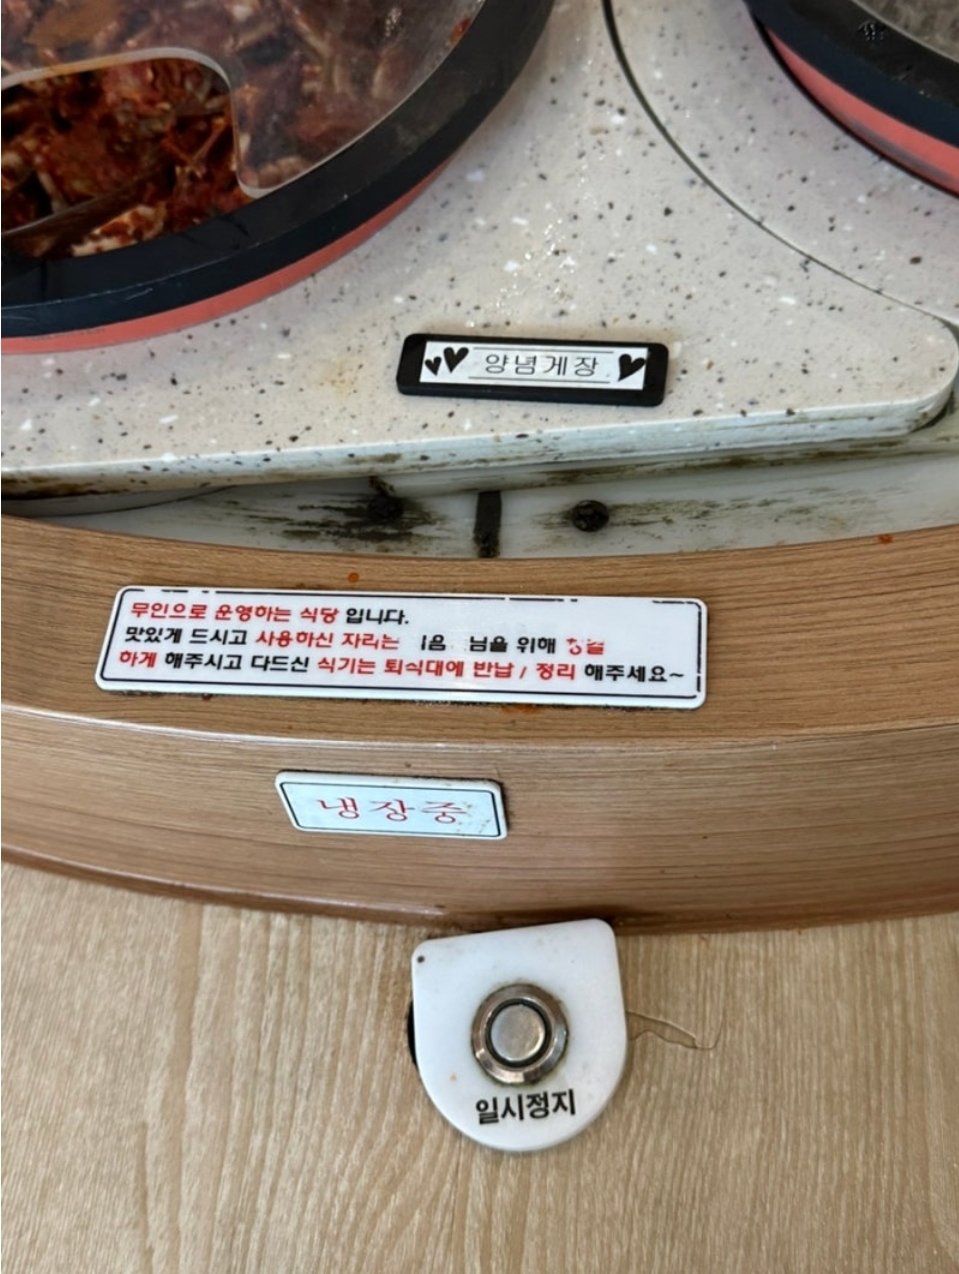 양념게장
무인으로 운영하는 식당 입니다.
맛있게 드시고 사용하신 자리는 님을 위해
하게 해주시고 다드신 식기는 퇴식대에 반납 / 정리 해주세요~
냉장중
일시정지